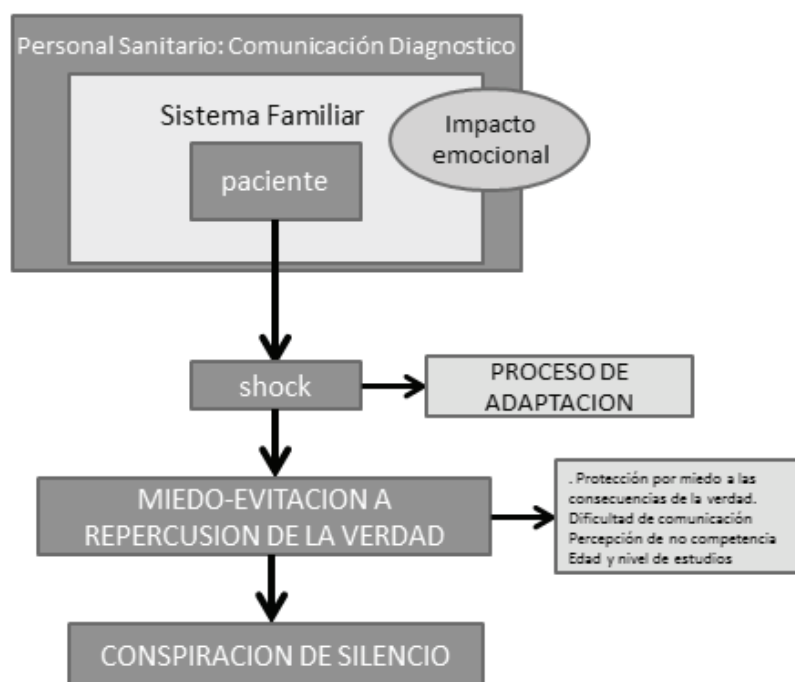 Personal Sanitario: Comunicación Diagnostico
Sistema Familiar
Impacto
emocional
paciente
shock
PROCESO DE
ADAPTACION
MIEDO-EVITACION A
REPERCUSION DE LA VERDAD
. Protección por miedo a las
consecuencias de la verdad.
Dificultad de comunicación
Percepción de no competencia
Edad y nivel de estudios
CONSPIRACION DE SILENCIO